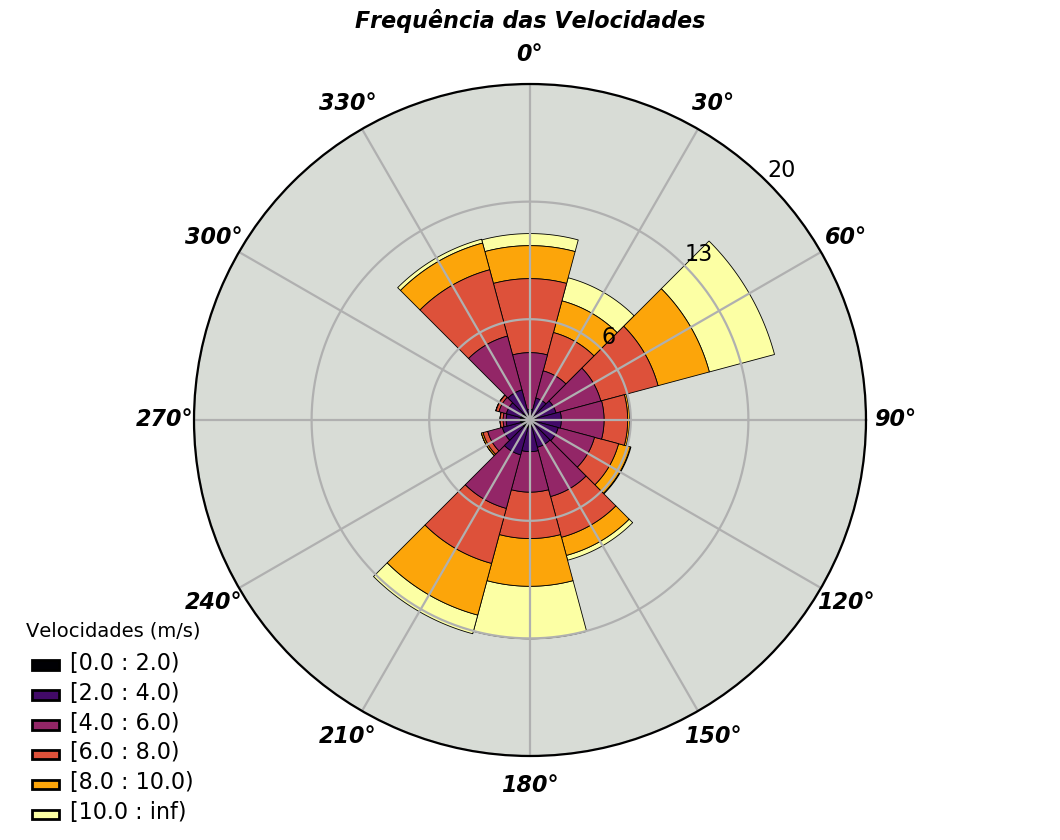 Frequência das Velocidades
0°
330°
30°
20
300°
60°
13
6
270°
90°
240°
120°
210°
150°
180°
Velocidades (m/s)
[0.0 : 2.0)
[2.0 : 4.0)
[4.0 : 6.0)
[6.0 : 8.0)
[8.0 : 10.0)
[10.0 : inf)